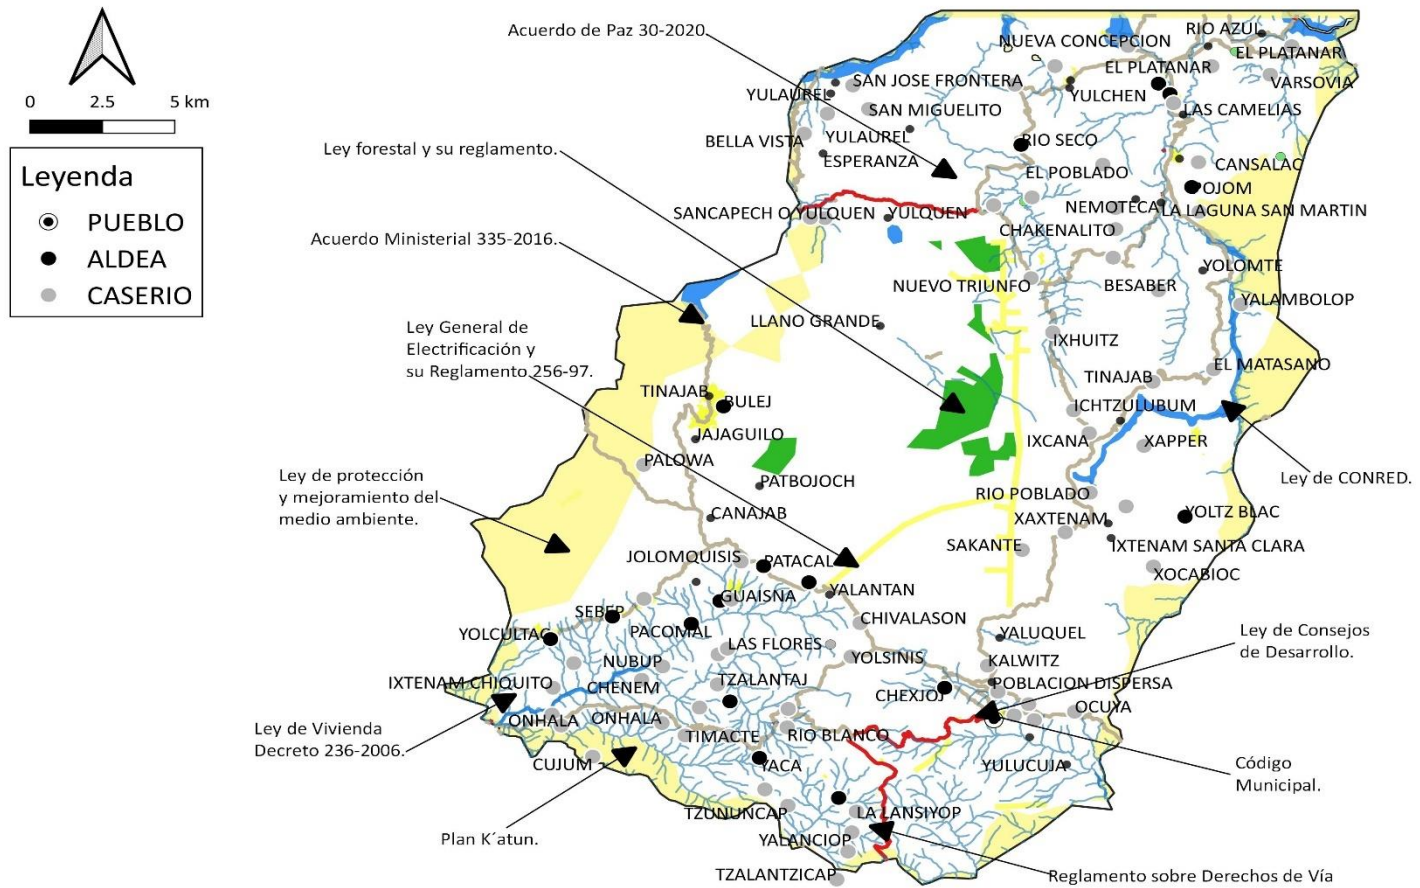 Acuerdo de Paz 30-2020.
NUEVA CONCEPCION
RIO AZUL
EL PLATANAR
EL PLATANAR
VARSOVIA
0 2.5 5 km
YULAUREL
SAN JOSE FRONTERA
YULCHEN
SAN MIGUELITO
LAS CAMELIAS
Ley forestal y su reglamento.
BELLA VISTA
YULAUREL
ESPERANZA
RIO SECO
Leyenda
PUEBLO
ALDEA
CASERIO
EL POBLADO
CANSALAC
POJOM
SANCAPECH O YULQUEN
YULQUEN
NEMOTECA
LA LAGUNA SAN MARTIN
Acuerdo Ministerial 335-2016.
CHAKENALITO
YOLOMTE
NUEVO TRIUNFO
BESABER
YALAMBOLOP
Ley General de
Electrificación y
su Reglamento 256-97.
LLANO GRANDE
IXHUITZ
EL MATASANO
TINAJAB
TINAJAB
BULEJ
ICHTZULUBUM
JAJAGUILO
IXCANA
XAPPER
PALOWA
Ley de CONRED.
Ley de protección
y mejoramiento del
medio ambiente.
PATBOJOCH
RIO POBLADO
CANAJAB
XAXTENAM
YOLTZ BLAC
SAKANTE
IXTENAM SANTA CLARA
JOLOMQUISIS
PATACAL
XOCABIOC
YALANTAN
GUAISNA
SEBEP
CHIVALASON
YOLCULTAC
PACOMAL
YALUQUEL
Ley de Consejos
de Desarrollo.
LAS FLORES
YOLSINIS
NUBUP
KALWITZ
IXTENAM CHIQUITO
CHENEM
TZALANTAJ
CHEXJOJ
POBLACION DISPERSA
OCUYA
Ley de Vivienda
Decreto 236-2006.
ONHALA
ONHALA
TIMACTE
RIO BLANCO
CUJUM
YACA
YULUCUJA
Código
Municipal.
TZUNUNCAP
LA LANSIYOP
Plan K´atun.
YALANCIOP
TZALANTZICAP
Reglamento sobre Derechos de Vía